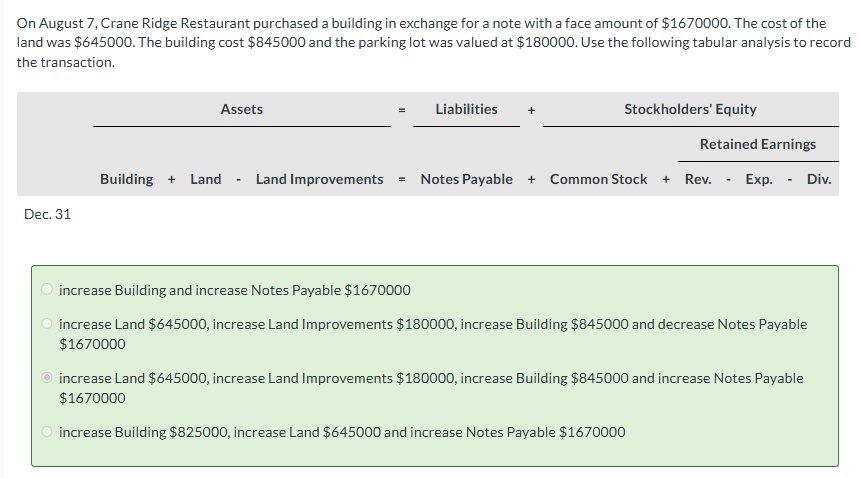 On August 7, Crane Ridge Restaurant purchased a building in exchange for a note with a face amount of $1670000. The cost of the
land was $645000. The building cost $845000 and the parking lot was valued at $180000. Use the following tabular analysis to record
the transaction.
Assets = Liabilities + Stockholders' Equity
Retained Earnings
Building + Land - Land Improvements = Notes Payable + Common Stock + Rev. - Exp. - Div.
Dec. 31
increase Building and increase Notes Payable $1670000
increase Land $645000, increase Land Improvements $180000, increase Building $845000 and decrease Notes Payable
$1670000
increase Land $645000, increase Land Improvements $180000, increase Building $845000 and increase Notes Payable
$1670000
increase Building $825000, increase Land $645000 and increase Notes Payable $1670000